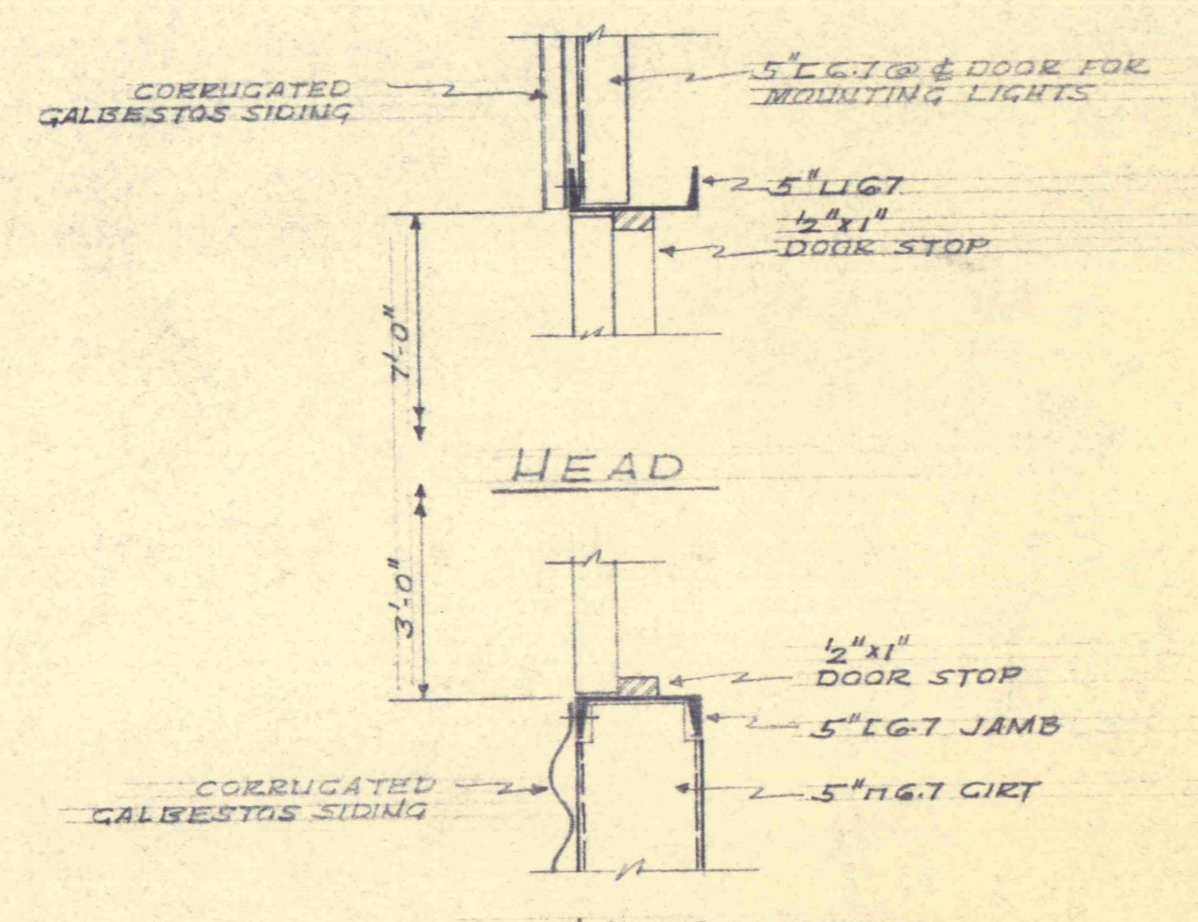 CORRUGATED
GALBESTOS SIDING
5"[6.7 @ ℄ DOOR FOR
MOUNTING LIGHTS
5"⊔6.7
1/2"x1"
DOOR STOP
7'-0"
HEAD
3'-0"
1/2"x1"
DOOR STOP
5"[6.7 JAMB
CORRUGATED
GALBESTOS SIDING
5"⊓6.7 GIRT